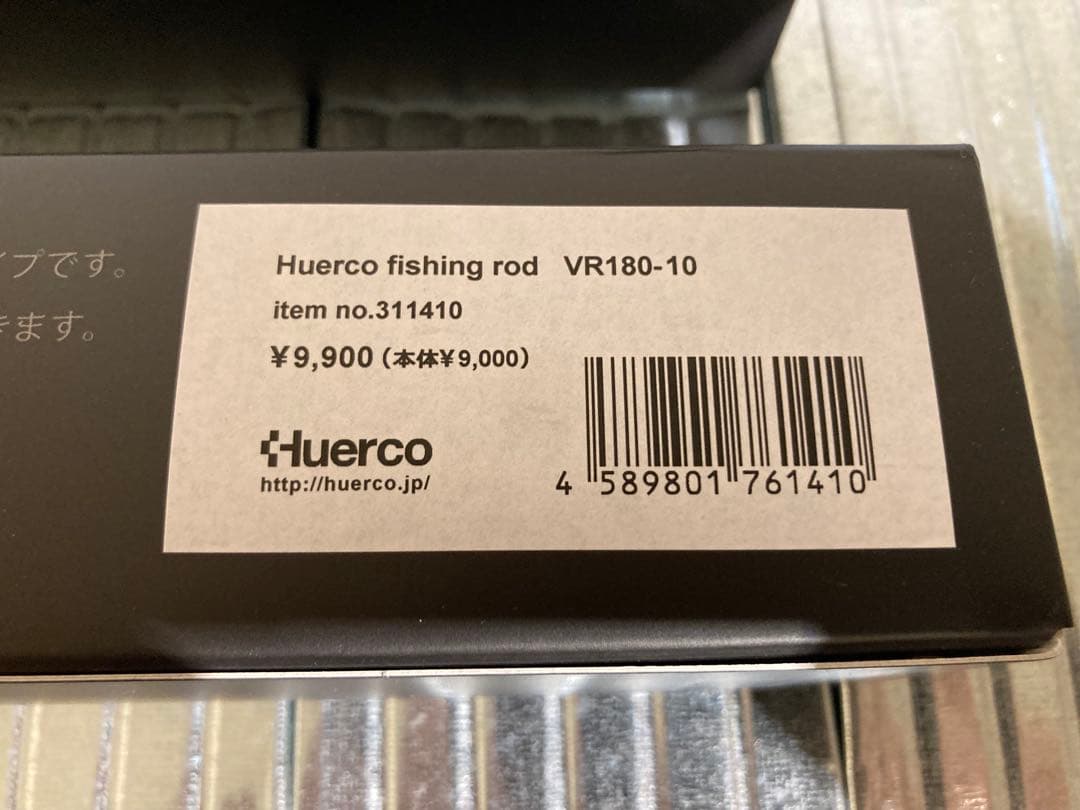 イプです。
きます。
Huerco fishing rod VR180-10
item no.311410
¥9,900（本体¥9,000）
Huerco
http://huerco.jp/
4 589801 761410